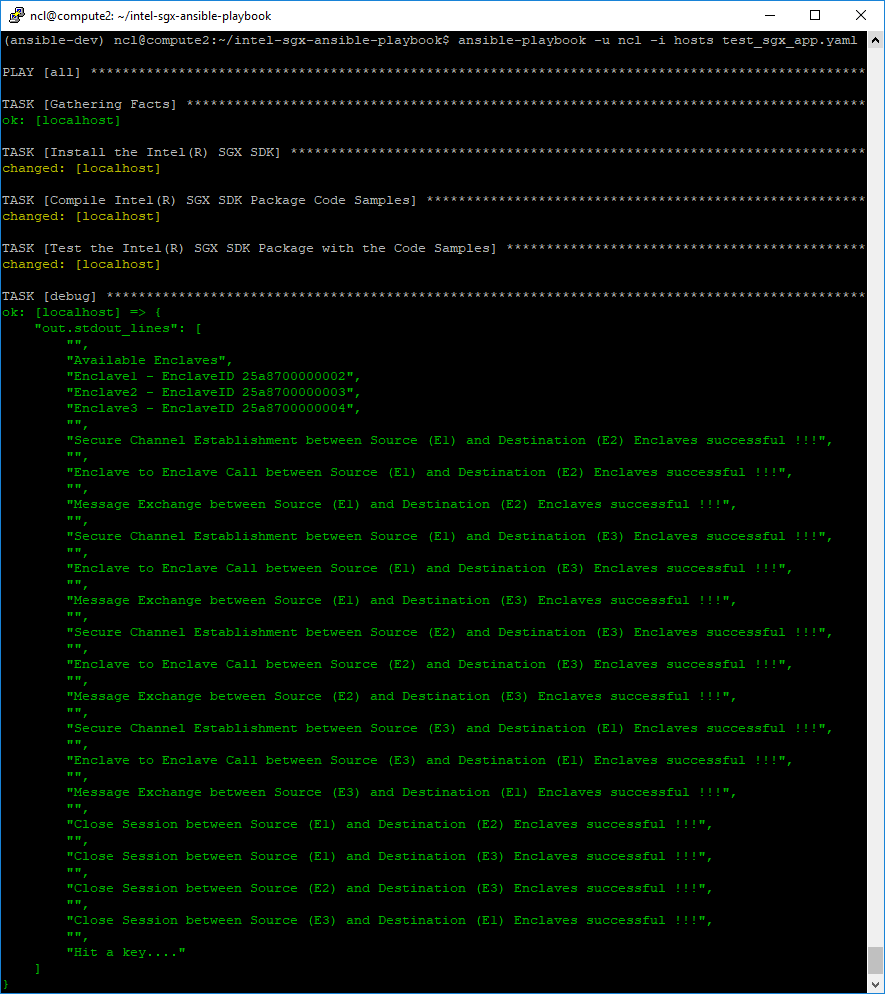 ncl@compute2: ~/intel-sgx-ansible-playbook
(ansible-dev) ncl@compute2:~/intel-sgx-ansible-playbook$ ansible-playbook -u ncl -i hosts test_sgx_app.yaml
PLAY [all] *************************************************************************************************
TASK [Gathering Facts] *************************************************************************************
ok: [localhost]
TASK [Install the Intel(R) SGX SDK] ************************************************************************
changed: [localhost]
TASK [Compile Intel(R) SGX SDK Package Code Samples] *******************************************************
changed: [localhost]
TASK [Test the Intel(R) SGX SDK Package with the Code Samples] *********************************************
changed: [localhost]
TASK [debug] ***********************************************************************************************
ok: [localhost] => {
    "out.stdout_lines": [
        "",
        "Available Enclaves",
        "Enclave1 - EnclaveID 25a8700000002",
        "Enclave2 - EnclaveID 25a8700000003",
        "Enclave3 - EnclaveID 25a8700000004",
        "",
        "Secure Channel Establishment between Source (E1) and Destination (E2) Enclaves successful !!!",
        "",
        "Enclave to Enclave Call between Source (E1) and Destination (E2) Enclaves successful !!!",
        "",
        "Message Exchange between Source (E1) and Destination (E2) Enclaves successful !!!",
        "",
        "Secure Channel Establishment between Source (E1) and Destination (E3) Enclaves successful !!!",
        "",
        "Enclave to Enclave Call between Source (E1) and Destination (E3) Enclaves successful !!!",
        "",
        "Message Exchange between Source (E1) and Destination (E3) Enclaves successful !!!",
        "",
        "Secure Channel Establishment between Source (E2) and Destination (E3) Enclaves successful !!!",
        "",
        "Enclave to Enclave Call between Source (E2) and Destination (E3) Enclaves successful !!!",
        "",
        "Message Exchange between Source (E2) and Destination (E3) Enclaves successful !!!",
        "",
        "Secure Channel Establishment between Source (E3) and Destination (E1) Enclaves successful !!!",
        "",
        "Enclave to Enclave Call between Source (E3) and Destination (E1) Enclaves successful !!!",
        "",
        "Message Exchange between Source (E3) and Destination (E1) Enclaves successful !!!",
        "",
        "Close Session between Source (E1) and Destination (E2) Enclaves successful !!!",
        "",
        "Close Session between Source (E1) and Destination (E3) Enclaves successful !!!",
        "",
        "Close Session between Source (E2) and Destination (E3) Enclaves successful !!!",
        "",
        "Close Session between Source (E3) and Destination (E1) Enclaves successful !!!",
        "",
        "Hit a key...."
    ]
}